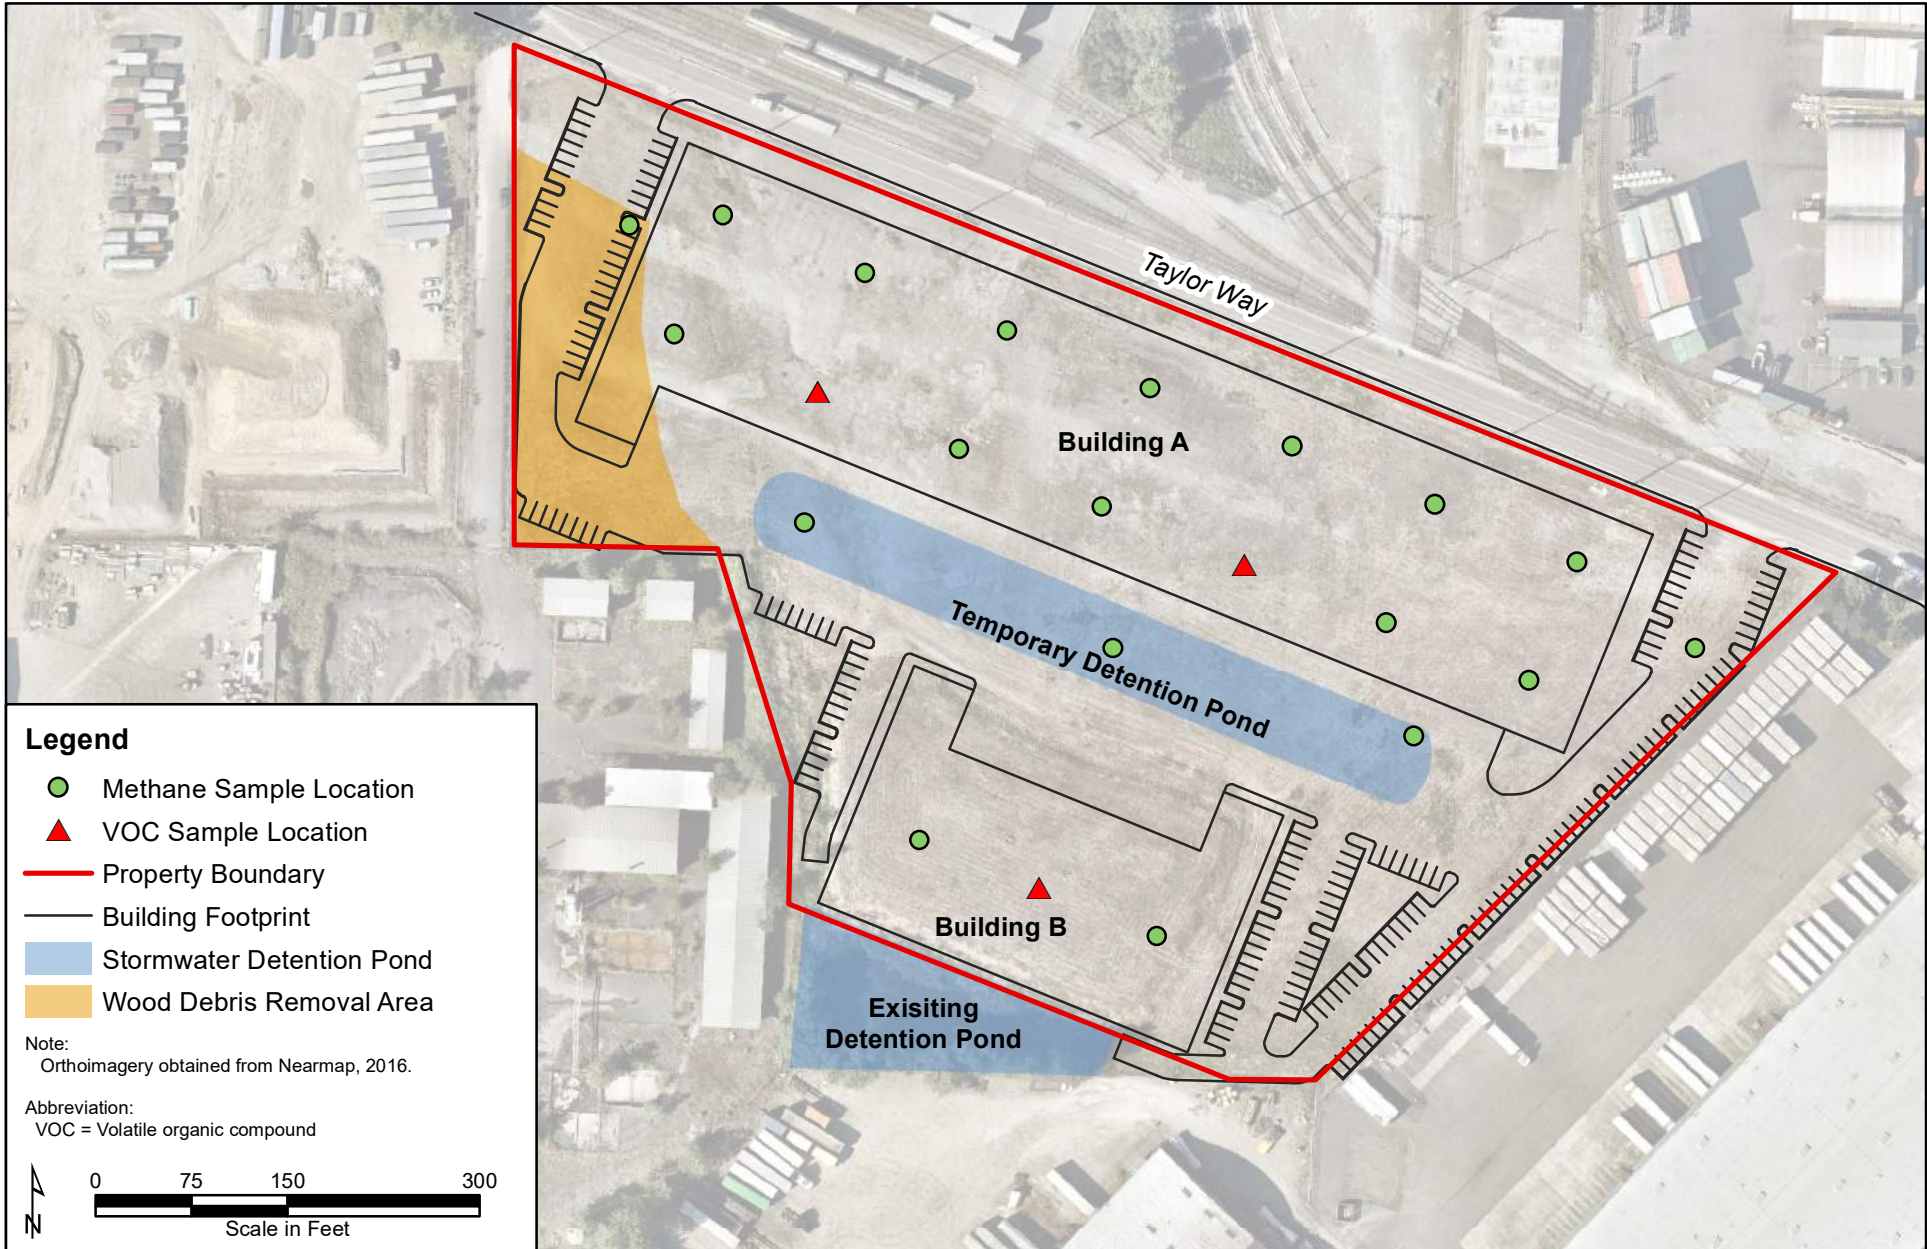 Taylor Way
Building A
Temporary Detention Pond
Building B
Exisiting
Detention Pond
Legend
Methane Sample Location
VOC Sample Location
Property Boundary
Building Footprint
Stormwater Detention Pond
Wood Debris Removal Area
Note:
Orthoimagery obtained from Nearmap, 2016.
Abbreviation:
VOC = Volatile organic compound
N
0 75 150 300
Scale in Feet